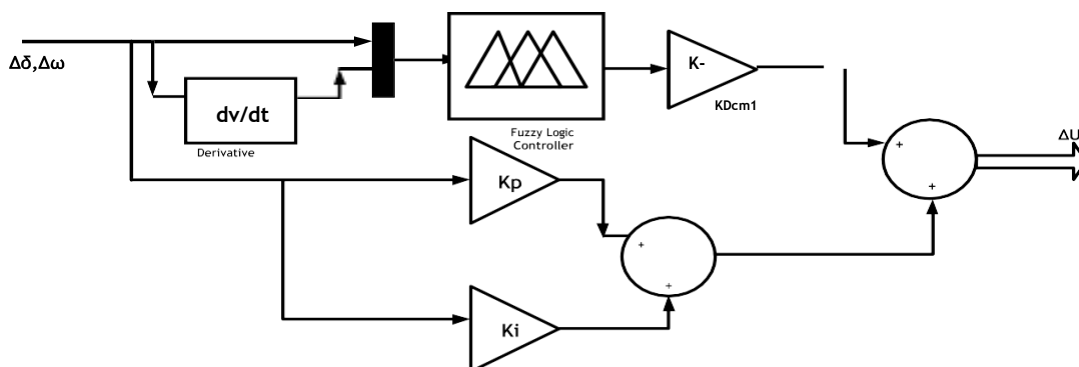 Δδ,Δω
dv/dt
Derivative
Fuzzy Logic
Controller
K-
KDcm1
Kp
Ki
+
+
+
+
ΔU